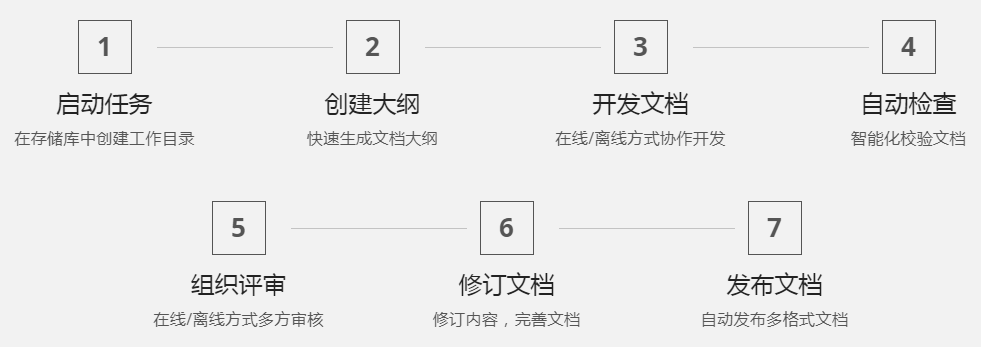 1 2 3 4
启动任务 创建大纲 开发文档 自动检查
在存储库中创建工作目录 快速生成文档大纲 在线/离线方式协作开发 智能化校验文档
5 6 7
组织评审 修订文档 发布文档
在线/离线方式多方审核 修订内容，完善文档 自动发布多格式文档